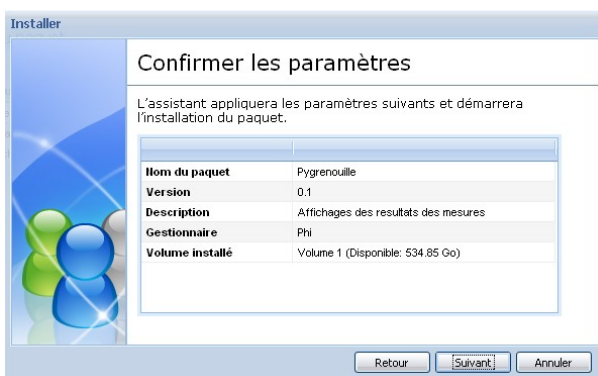 Installer
Confirmer les paramètres
L'assistant appliquera les paramètres suivants et démarrera
l'installation du paquet.
Nom du paquet Pygrenouille
Version 0.1
Description Affichages des resultats des mesures
Gestionnaire Phi
Volume installé Volume 1 (Disponible: 534.85 Go)
Retour Suivant Annuler